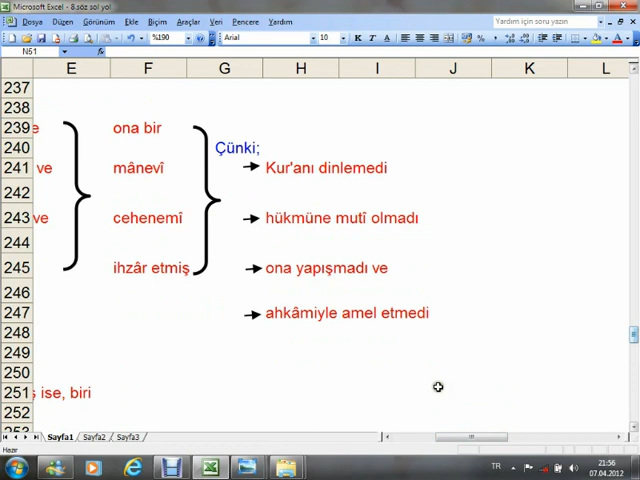 Microsoft Excel - 8.söz sol yol
Dosya Düzen Görünüm Ekle Biçim Araçlar Veri Pencere Yardım
Yardım için soru yazın
%190 Arial 10
N51 fx
E F G H I J K L
237
238
239 e ona bir
240 Çünki;
241 ve mânevî Kur'anı dinlemedi
242
243 ve cehenemî hükmüne mutî olmadı
244
245 ihzâr etmiş ona yapışmadı ve
246
247 ahkâmiyle amel etmedi
248
249
250
251 ş ise, biri
252
Sayfa1 Sayfa2 Sayfa3
Hazır
TR 21:56
07.04.2012